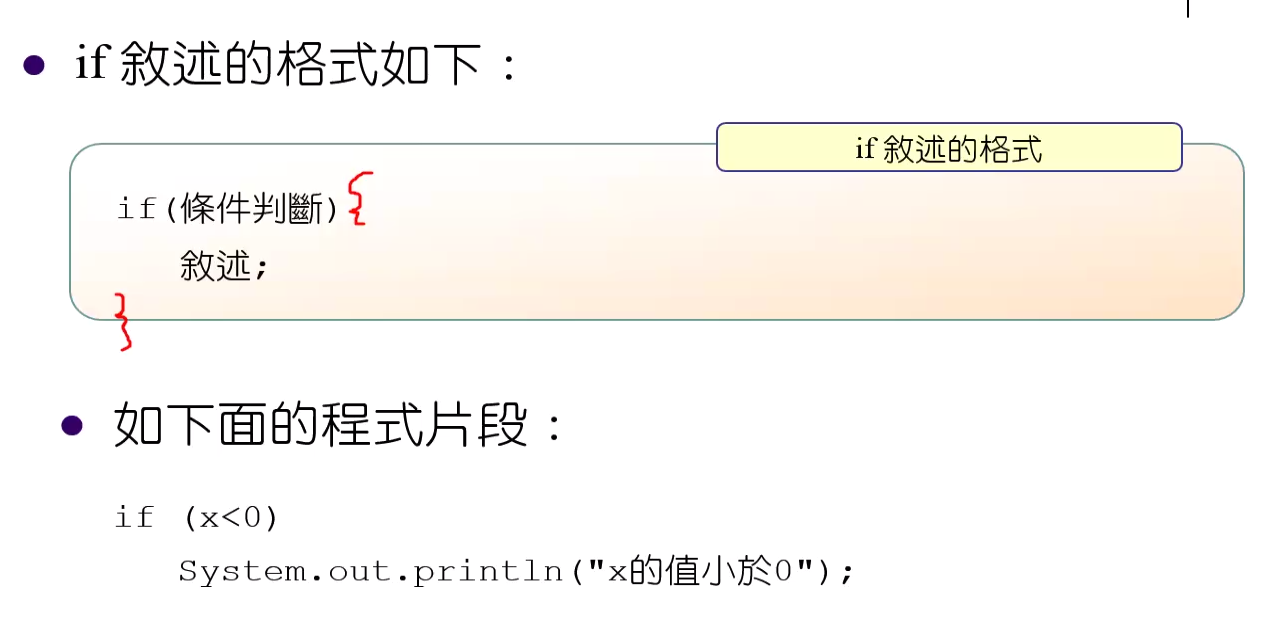 if 敘述的格式如下：
if 敘述的格式
if(條件判斷){
敘述;
}
如下面的程式片段：
if (x<0)
System.out.println("x的值小於0");